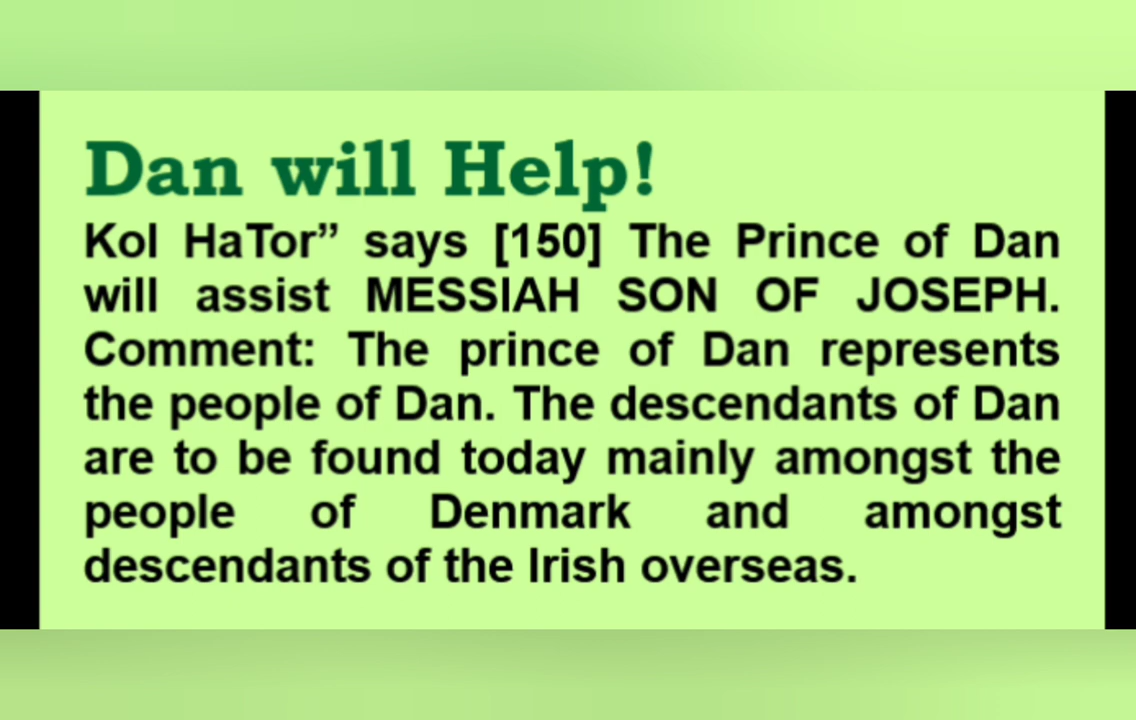 Dan will Help!
Kol HaTor” says [150] The Prince of Dan
will assist MESSIAH SON OF JOSEPH.
Comment: The prince of Dan represents
the people of Dan. The descendants of Dan
are to be found today mainly amongst the
people of Denmark and amongst
descendants of the Irish overseas.